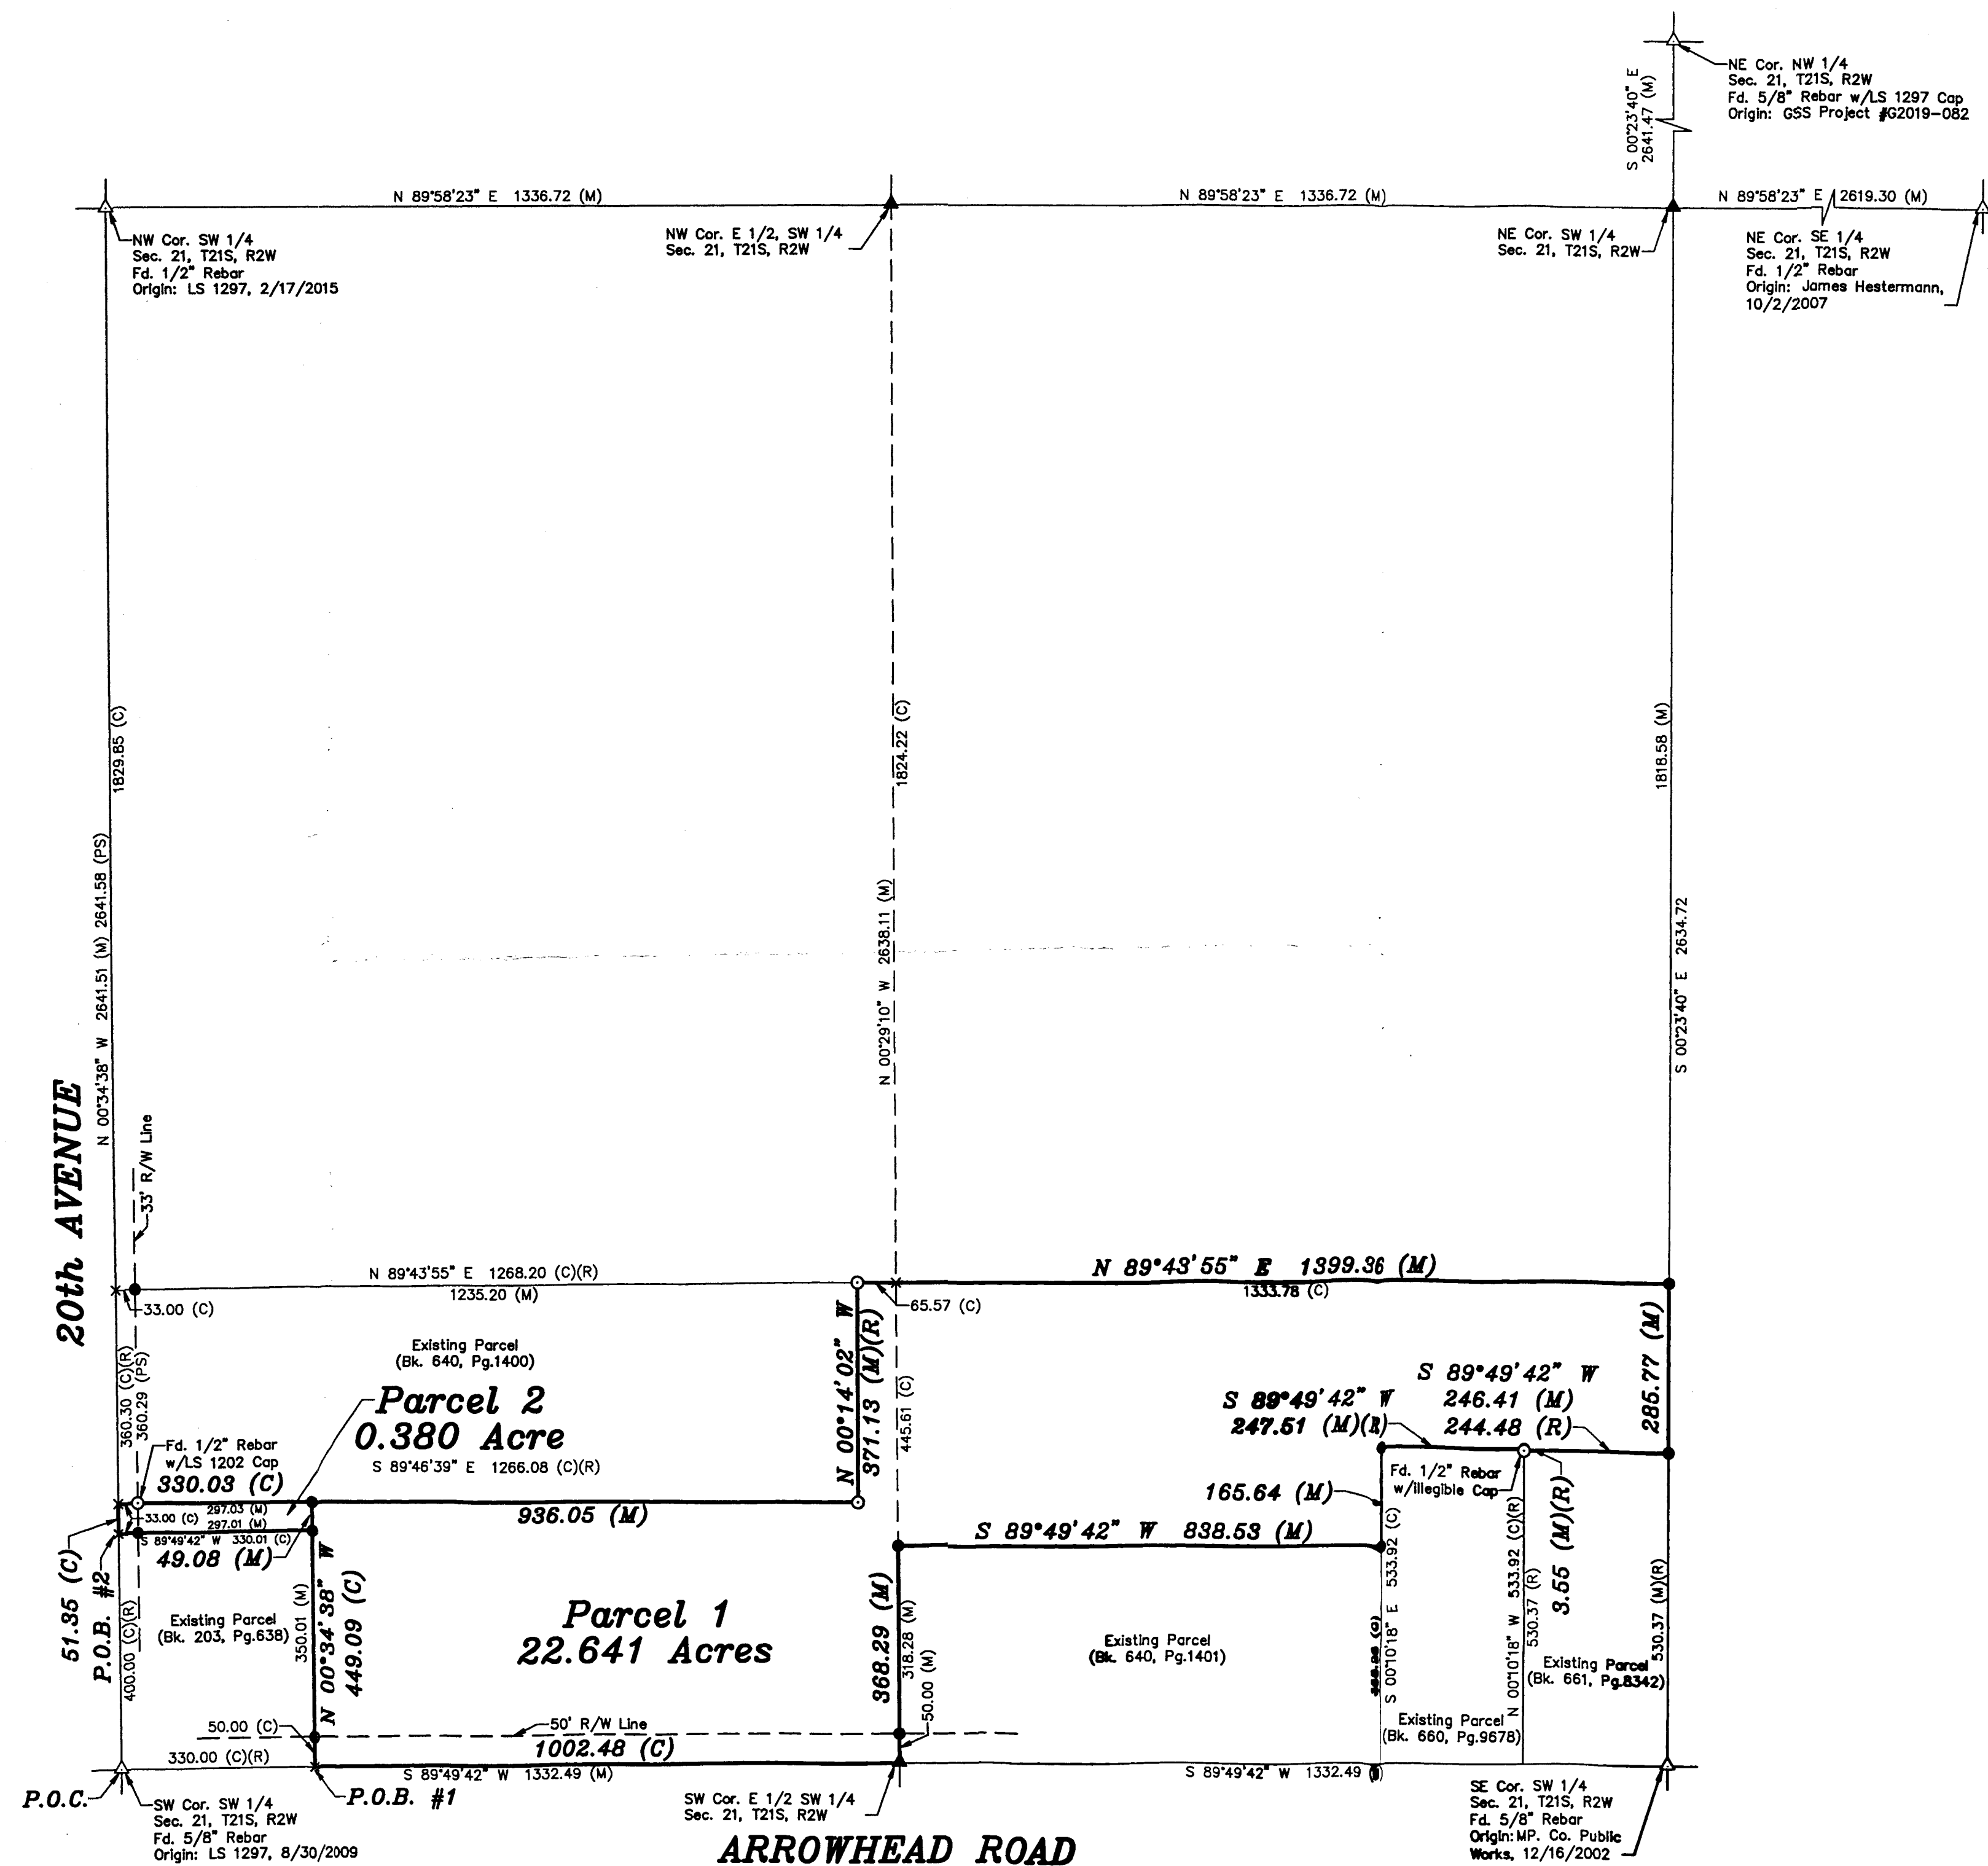 NE Cor. NW 1/4
Sec. 21, T21S, R2W
Fd. 5/8" Rebar w/LS 1297 Cap
Origin: GSS Project #G2019-082
S 00°23'40" E
2641.47 (M)
N 89°58'23" E 1336.72 (M)
N 89°58'23" E 1336.72 (M)
N 89°58'23" E 2619.30 (M)
NW Cor. SW 1/4
Sec. 21, T21S, R2W
Fd. 1/2" Rebar
Origin: LS 1297, 2/17/2015
NW Cor. E 1/2, SW 1/4
Sec. 21, T21S, R2W
NE Cor. SW 1/4
Sec. 21, T21S, R2W
NE Cor. SE 1/4
Sec. 21, T21S, R2W
Fd. 1/2" Rebar
Origin: James Hestermann,
10/2/2007
1829.85 (C)
1824.22 (C)
1818.58 (M)
N 00°34'38" W 2641.51 (M) 2641.58 (PS)
N 00°29'10" W 2638.11 (M)
S 00°23'40" E 2634.72
20th AVENUE
33' R/W Line
N 89°43'55" E 1268.20 (C)(R)
1235.20 (M)
33.00 (C)
N 89°43'55" E 1399.36 (M)
1333.78 (C)
65.57 (C)
Existing Parcel
(Bk. 640, Pg.1400)
360.30 (C)(R)
360.29 (PS)
Parcel 2
0.380 Acre
S 89°46'39" E 1266.08 (C)(R)
N 00°14'02" W
371.13 (M)(R)
445.61 (C)
285.77 (M)
S 89°49'42" W
246.41 (M)
244.48 (R)
S 89°49'42" W
247.51 (M)(R)
Fd. 1/2" Rebar
w/LS 1202 Cap
330.03 (C)
297.03 (M)
33.00 (C)
297.01 (M)
S 89°49'42" W 330.01 (C)
49.08 (M)
936.05 (M)
Fd. 1/2" Rebar
w/illegible Cap
165.64 (M)
S 89°49'42" W 838.53 (M)
3.55 (M)(R)
51.35 (C)
P.O.B. #2
400.00 (C)(R)
Existing Parcel
(Bk. 203, Pg.638)
350.01 (M)
N 00°34'38" W
449.09 (C)
Parcel 1
22.641 Acres
368.29 (M)
318.28 (M)
50.00 (M)
Existing Parcel
(Bk. 640, Pg.1401)
S 00°10'18" E 533.92 (C)
N 00°10'18" W 533.92 (C)(R)
530.37 (R)
530.37 (M)(R)
Existing Parcel
(Bk. 661, Pg.8342)
Existing Parcel
(Bk. 660, Pg.9678)
50.00 (C)
50' R/W Line
1002.48 (C)
330.00 (C)(R)
S 89°49'42" W 1332.49 (M)
S 89°49'42" W 1332.49
P.O.C.
P.O.B. #1
SW Cor. SW 1/4
Sec. 21, T21S, R2W
Fd. 5/8" Rebar
Origin: LS 1297, 8/30/2009
SW Cor. E 1/2 SW 1/4
Sec. 21, T21S, R2W
SE Cor. SW 1/4
Sec. 21, T21S, R2W
Fd. 5/8" Rebar
Origin: MP. Co. Public
Works, 12/16/2002
ARROWHEAD ROAD